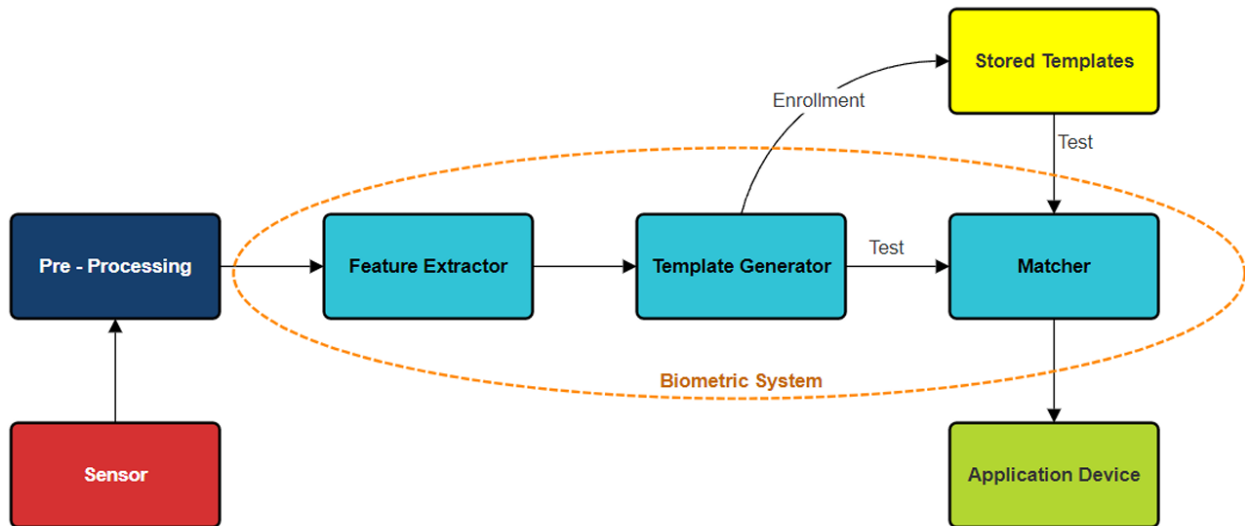 Stored Templates
Enrollment
Test
Pre - Processing
Feature Extractor
Template Generator
Test
Matcher
Biometric System
Sensor
Application Device